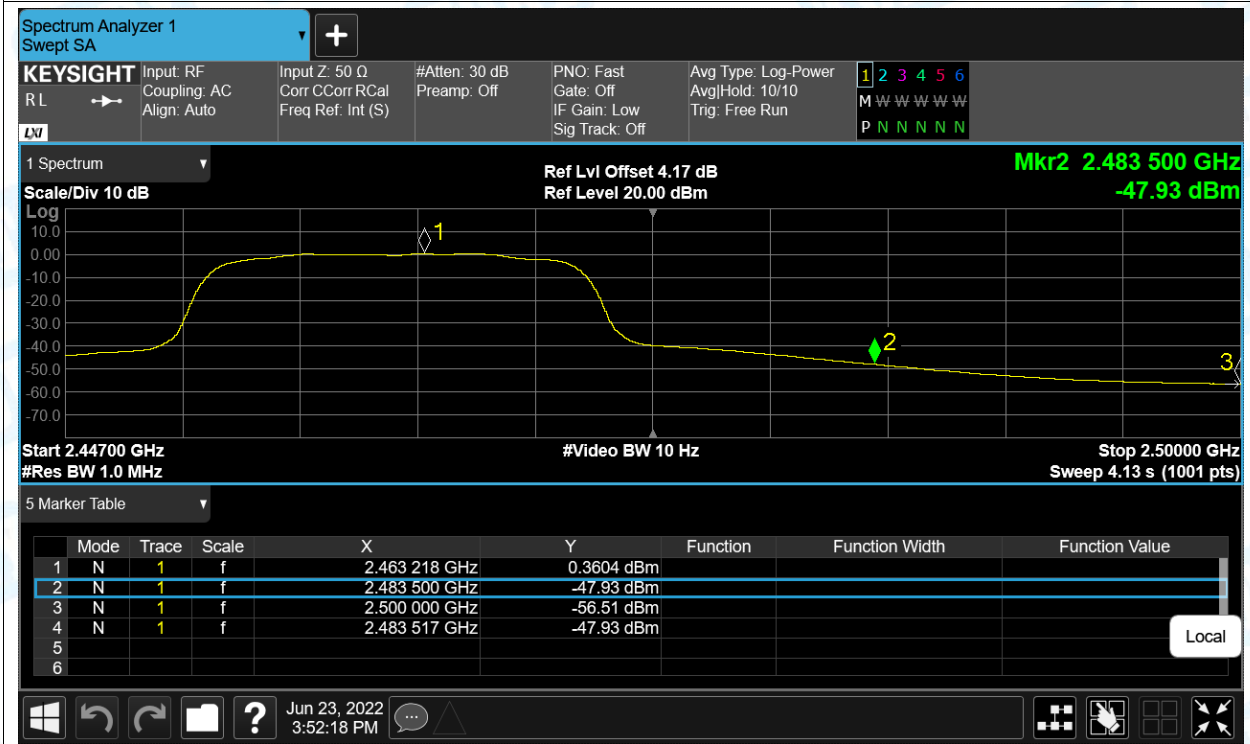 Spectrum Analyzer 1
Swept SA
+
KEYSIGHT Input: RF Input Z: 50 Ω #Atten: 30 dB PNO: Fast Avg Type: Log-Power 1 2 3 4 5 6
R L Coupling: AC Corr CCorr RCal Preamp: Off Gate: Off Avg|Hold: 10/10 M W W W W W
Align: Auto Freq Ref: Int (S) IF Gain: Low Trig: Free Run
LXI Sig Track: Off P N N N N N
1 Spectrum
Ref Lvl Offset 4.17 dB Mkr2 2.483 500 GHz
Scale/Div 10 dB Ref Level 20.00 dBm -47.93 dBm
Log
10.0
0.00
-10.0
-20.0
-30.0
-40.0
-50.0
-60.0
-70.0
1
2
3
Start 2.44700 GHz #Video BW 10 Hz Stop 2.50000 GHz
#Res BW 1.0 MHz Sweep 4.13 s (1001 pts)
5 Marker Table
Mode Trace Scale X Y Function Function Width Function Value
1 N 1 f 2.463 218 GHz 0.3604 dBm
2 N 1 f 2.483 500 GHz -47.93 dBm
3 N 1 f 2.500 000 GHz -56.51 dBm
4 N 1 f 2.483 517 GHz -47.93 dBm
5
6
Local
? Jun 23, 2022
3:52:18 PM